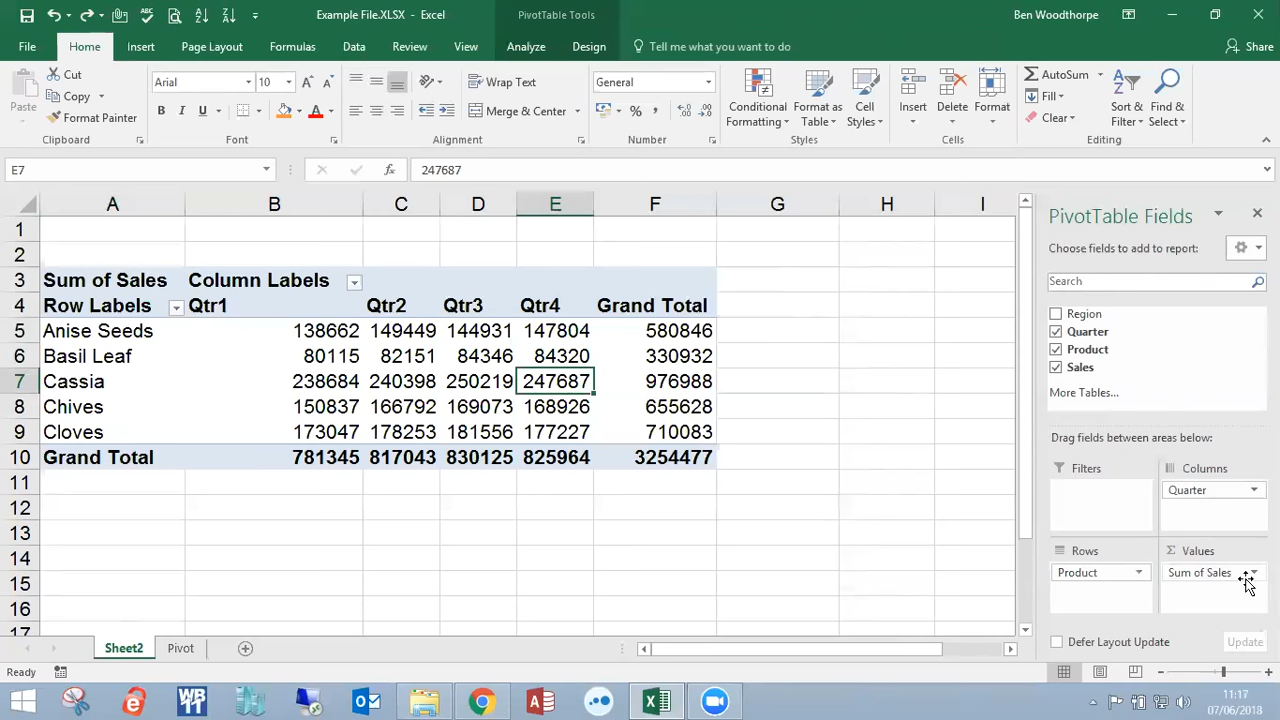 Example File.XLSX - Excel
PivotTable Tools
Ben Woodthorpe
File
Home
Insert
Page Layout
Formulas
Data
Review
View
Analyze
Design
Tell me what you want to do
Share
Paste
Cut
Copy
Format Painter
Clipboard
Arial
10
B I U
Font
Wrap Text
Merge & Center
Alignment
General
Number
Conditional Formatting
Format as Table
Cell Styles
Styles
Insert
Delete
Format
Cells
AutoSum
Fill
Clear
Sort & Filter
Find & Select
Editing
E7
fx
247687
A B C D E F G H I
1
2
3 Sum of Sales Column Labels
4 Row Labels Qtr1 Qtr2 Qtr3 Qtr4 Grand Total
5 Anise Seeds 138662 149449 144931 147804 580846
6 Basil Leaf 80115 82151 84346 84320 330932
7 Cassia 238684 240398 250219 247687 976988
8 Chives 150837 166792 169073 168926 655628
9 Cloves 173047 178253 181556 177227 710083
10 Grand Total 781345 817043 830125 825964 3254477
11
12
13
14
15
16
17
PivotTable Fields
Choose fields to add to report:
Search
Region
Quarter
Product
Sales
More Tables...
Drag fields between areas below:
Filters
Columns
Quarter
Rows
Product
Values
Sum of Sales
Defer Layout Update
Update
Sheet2
Pivot
Ready
11:17
07/06/2018